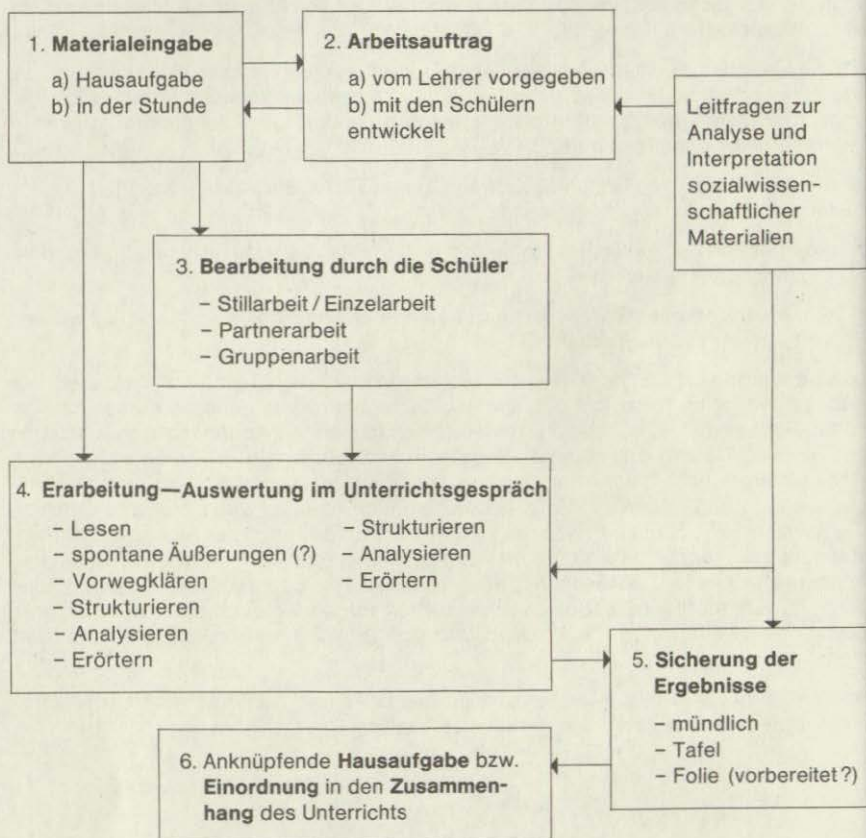 1. Materialeingabe
a) Hausaufgabe
b) in der Stunde
2. Arbeitsauftrag
a) vom Lehrer vorgegeben
b) mit den Schülern
entwickelt
Leitfragen zur
Analyse und
Interpretation
sozialwissen-
schaftlicher
Materialien
3. Bearbeitung durch die Schüler
– Stillarbeit / Einzelarbeit
– Partnerarbeit
– Gruppenarbeit
4. Erarbeitung—Auswertung im Unterrichtsgespräch
– Lesen
– spontane Äußerungen (?)
– Vorwegklären
– Strukturieren
– Analysieren
– Erörtern
– Strukturieren
– Analysieren
– Erörtern
5. Sicherung der
Ergebnisse
– mündlich
– Tafel
– Folie (vorbereitet?)
6. Anknüpfende Hausaufgabe bzw.
Einordnung in den Zusammen-
hang des Unterrichts